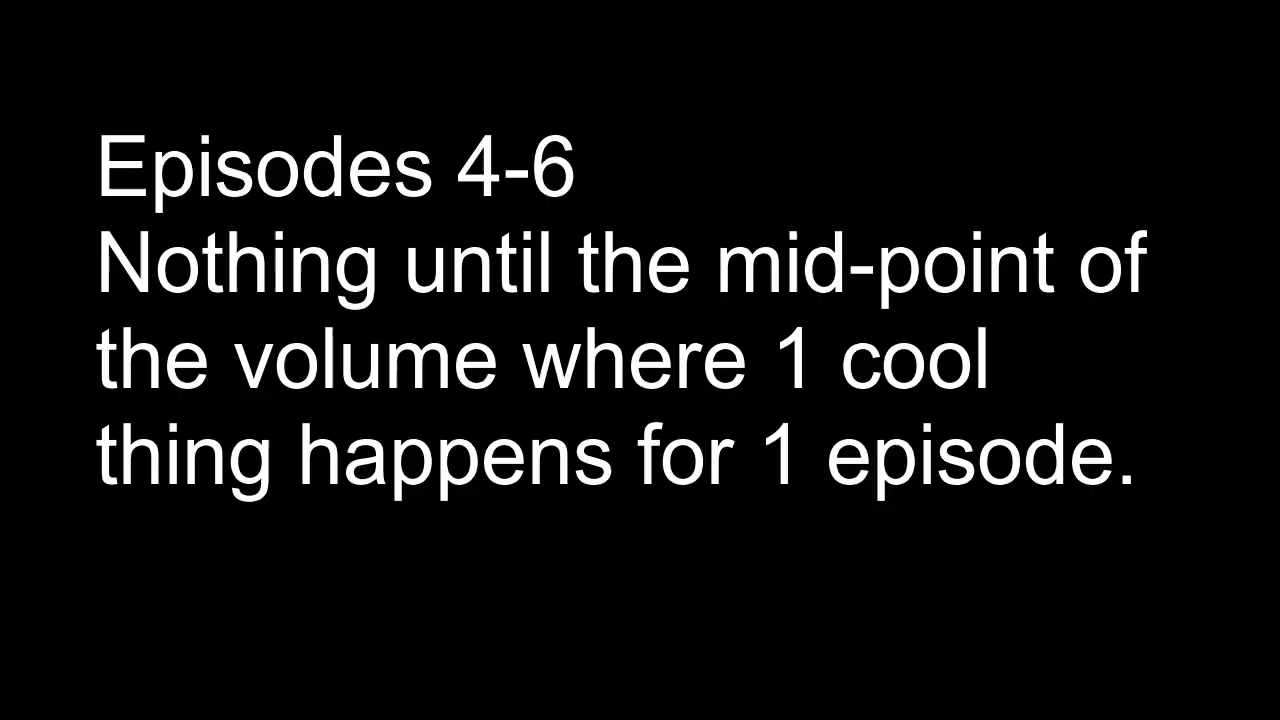 Episodes 4-6
Nothing until the mid-point of
the volume where 1 cool
thing happens for 1 episode.